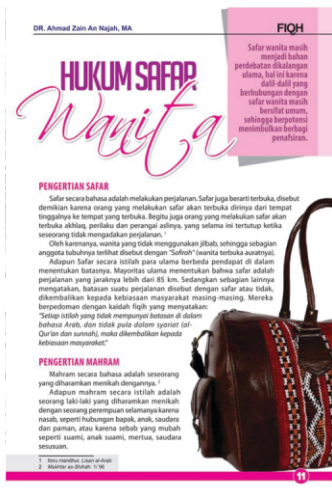 DR. Ahmad Zain An Najah, MA
FIQH
Safar wanita masih
menjadi bahan
perdebatan dikalangan
ulama, hal ini karena
dalil-dalil yang
berhubungan dengan
safar wanita masih
bersifat umum,
sehingga berpotensi
menimbulkan berbagi
penafsiran.
HUKUM SAFAR
Wanita
PENGERTIAN SAFAR
Safar secara bahasa adalah melakukan perjalanan. Safar juga berarti terbuka, disebut
demikian karena orang yang melakukan safar akan terbuka dirinya dari tempat
tinggalnya ke tempat yang terbuka. Begitu juga orang yang melakukan safar akan
terbuka akhlaq, perilaku dan perangai aslinya, yang selama ini tertutup ketika
seseorang tidak mengadakan perjalanan. 1
Oleh karenanya, wanita yang tidak menggunakan jilbab, sehingga sebagian
anggota tubuhnya terlihat disebut dengan "Safirah" (wanita terbuka auratnya).
Adapun Safar secara istilah para ulama berbeda pendapat di dalam
menentukan batasnya. Mayoritas ulama menentukan bahwa safar adalah
perjalanan yang jaraknya lebih dari 85 km. Sedangkan sebagian lainnya
mengatakan, batasan suatu perjalanan disebut dengan safar atau tidak,
dikembalikan kepada kebiasaan masyarakat masing-masing. Mereka
berpedoman dengan kaidah fiqih yang menyatakan:
"Setiap istilah yang tidak mempunyai batasan di dalam
bahasa Arab, dan tidak pula dalam syariat (al-
Qur'an dan sunnah), maka dikembalikan kepada
kebiasaan masyarakat."
PENGERTIAN MAHRAM
Mahram secara bahasa adalah seseorang
yang diharamkan menikah dengannya. 2
Adapun mahram secara istilah adalah
seorang laki-laki yang diharamkan menikah
dengan seorang perempuan selamanya karena
nasab, seperti hubungan bapak, anak, saudara
dan paman, atau karena sebab yang mubah
seperti suami, anak suami, mertua, saudara
sesusuan.
1 Ibnu mandhur. Lisan al-Arab.
2 Mukhtar as-Shihah: 1/ 56
11